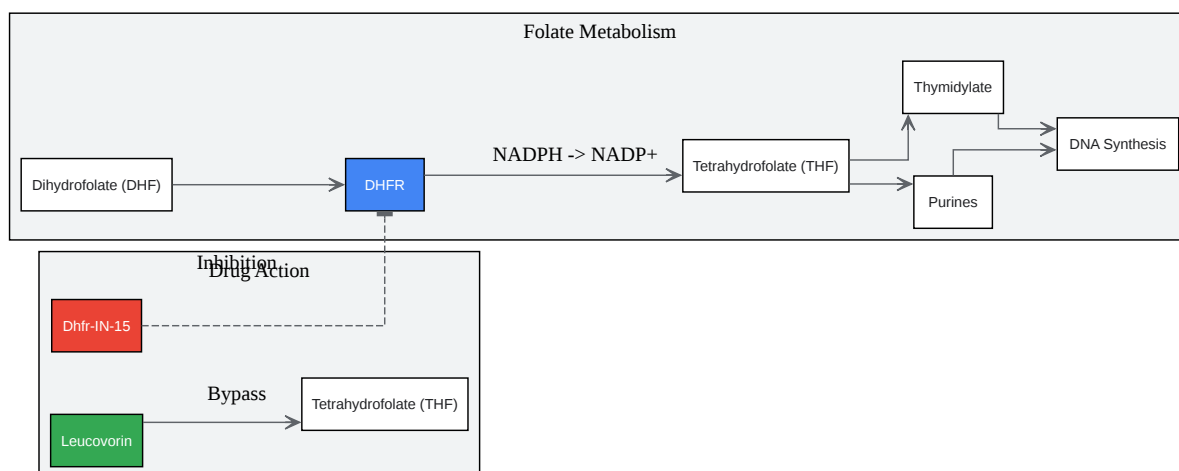 Folate Metabolism
Thymidylate
DNA Synthesis
NADPH -> NADP+
Dihydrofolate (DHF)
DHFR
Tetrahydrofolate (THF)
Purines
Inhibition
Drug Action
Dhfr-IN-15
Bypass
Tetrahydrofolate (THF)
Leucovorin